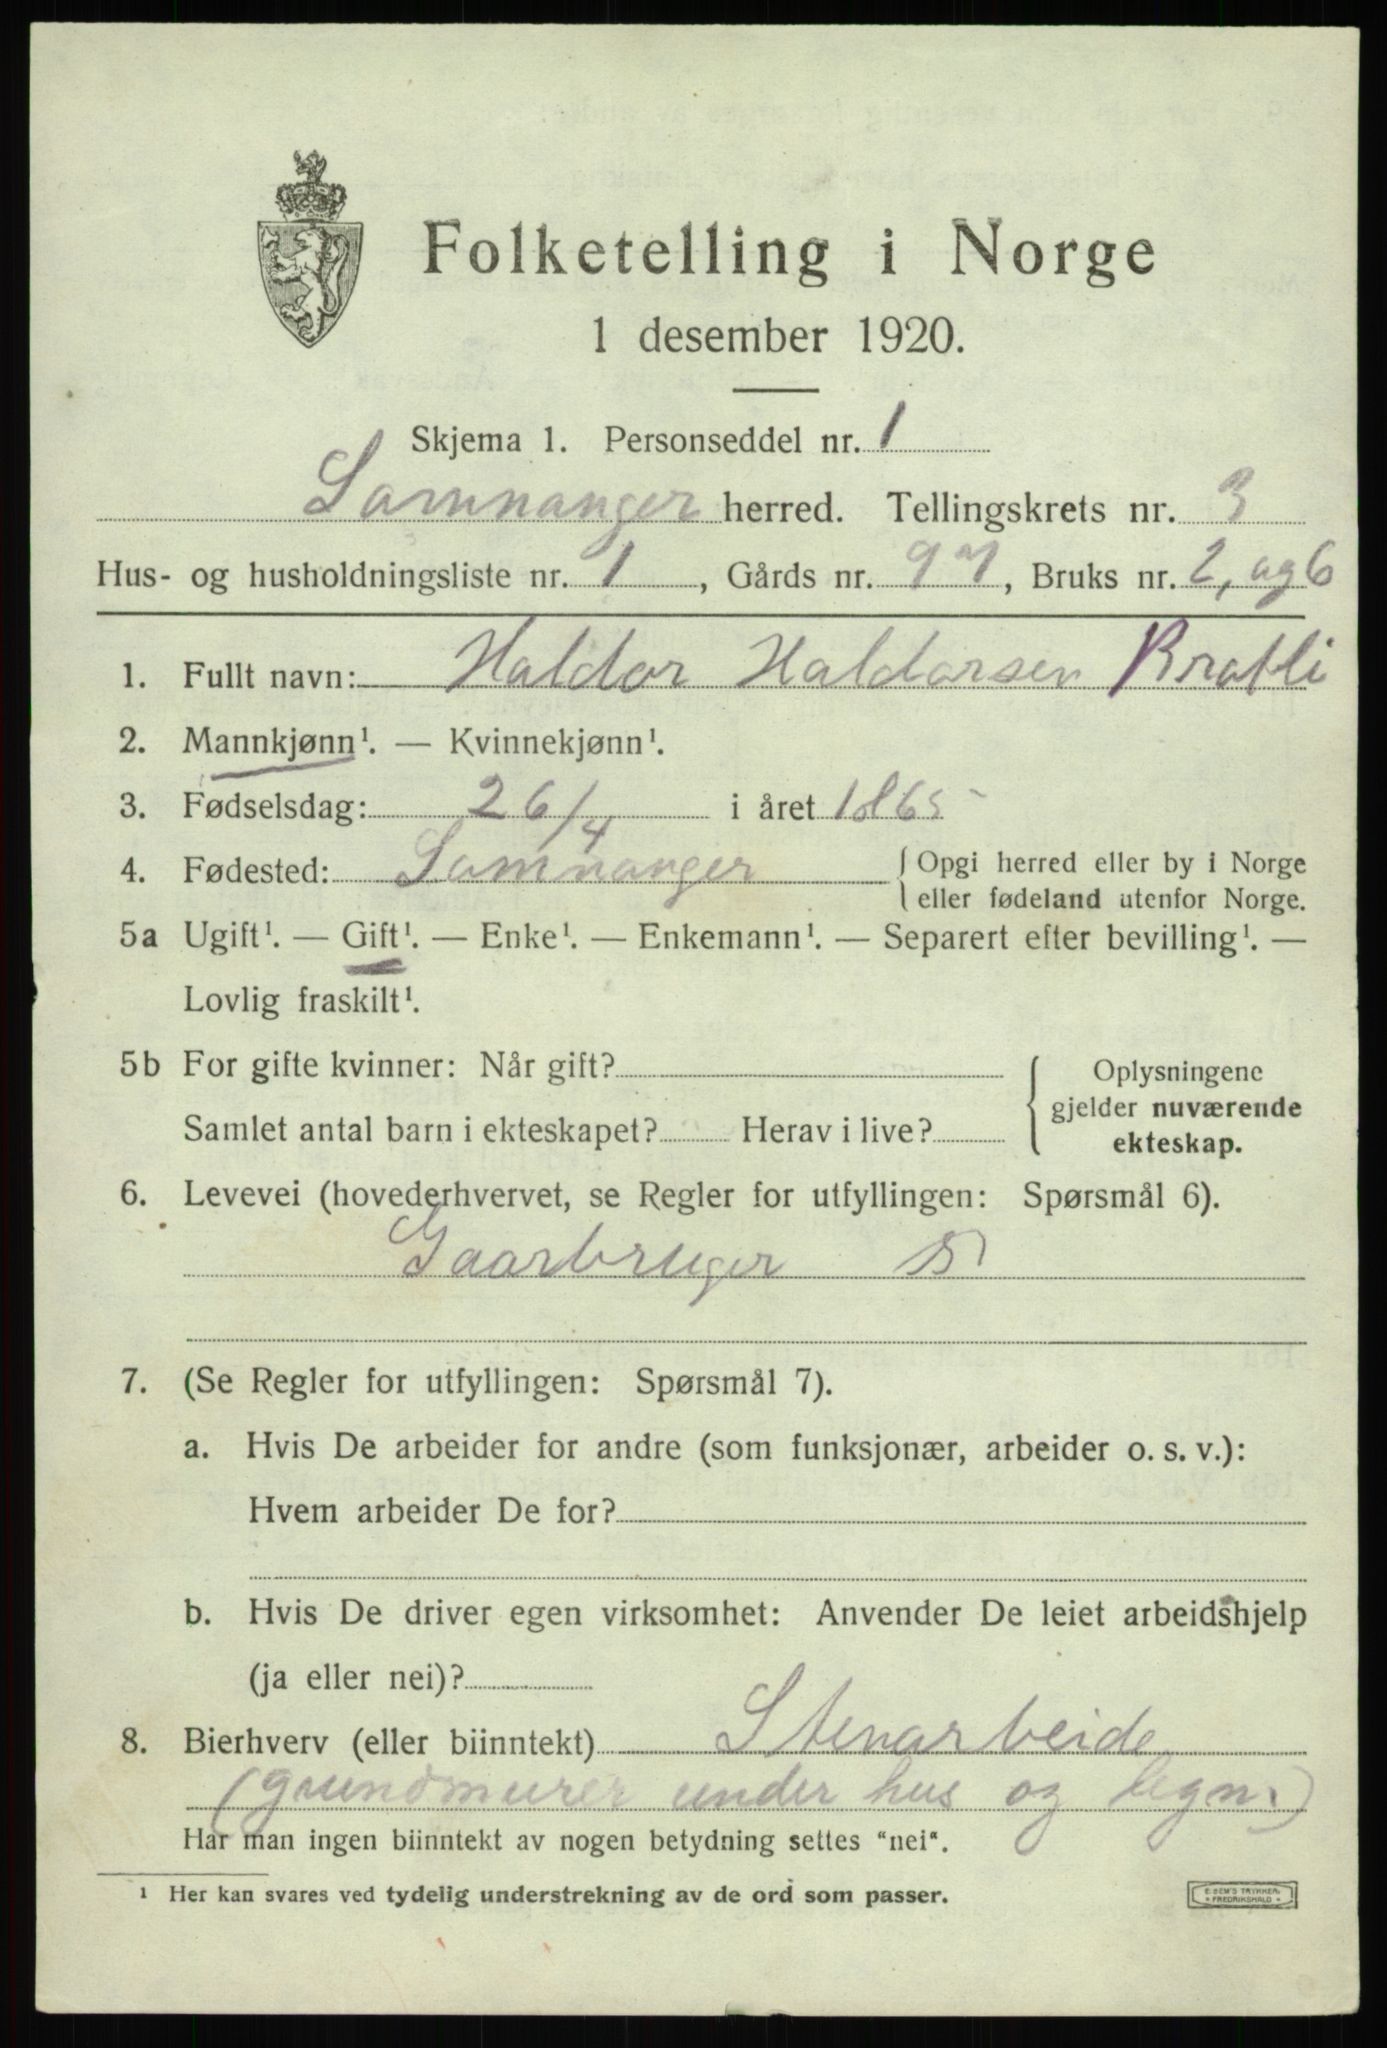 Folketelling i Norge
1 desember 1920.
Skjema 1. Personseddel nr. 1
Samnanger herred. Tellingskrets nr. 3
Hus- og husholdningsliste nr. 1, Gårds nr. Bruks nr. 2, og 6
1. Fullt navn: Haldor Haldorsen Bratli
2. Mannkjønn¹. — Kvinnekjønn¹.
3. Fødselsdag: 26/4 i året 1865
4. Fødested: Samnanger { Opgi herred eller by i Norge
eller fødeland utenfor Norge.
5a Ugift¹. — Gift¹. — Enke¹. — Enkemann¹. — Separert efter bevilling¹. —
Lovlig fraskilt¹.
5b For gifte kvinner: Når gift?
Samlet antal barn i ekteskapet? Herav i live?
{ Oplysningene
gjelder nuværende
ekteskap.
6. Levevei (hovederhvervet, se Regler for utfyllingen: Spørsmål 6).
Gaarbruger S
7. (Se Regler for utfyllingen: Spørsmål 7).
a. Hvis De arbeider for andre (som funksjonær, arbeider o. s. v.):
Hvem arbeider De for?
b. Hvis De driver egen virksomhet: Anvender De leiet arbeidshjelp
(ja eller nei)?
8. Bierhverv (eller biinntekt) Stenarbeide
(grundmurer under hus og legn.)
Har man ingen biinntekt av nogen betydning settes "nei".
¹ Her kan svares ved tydelig understrekning av de ord som passer.
E. SEM'S TRYKKERI
• FREDRIKSHALD •